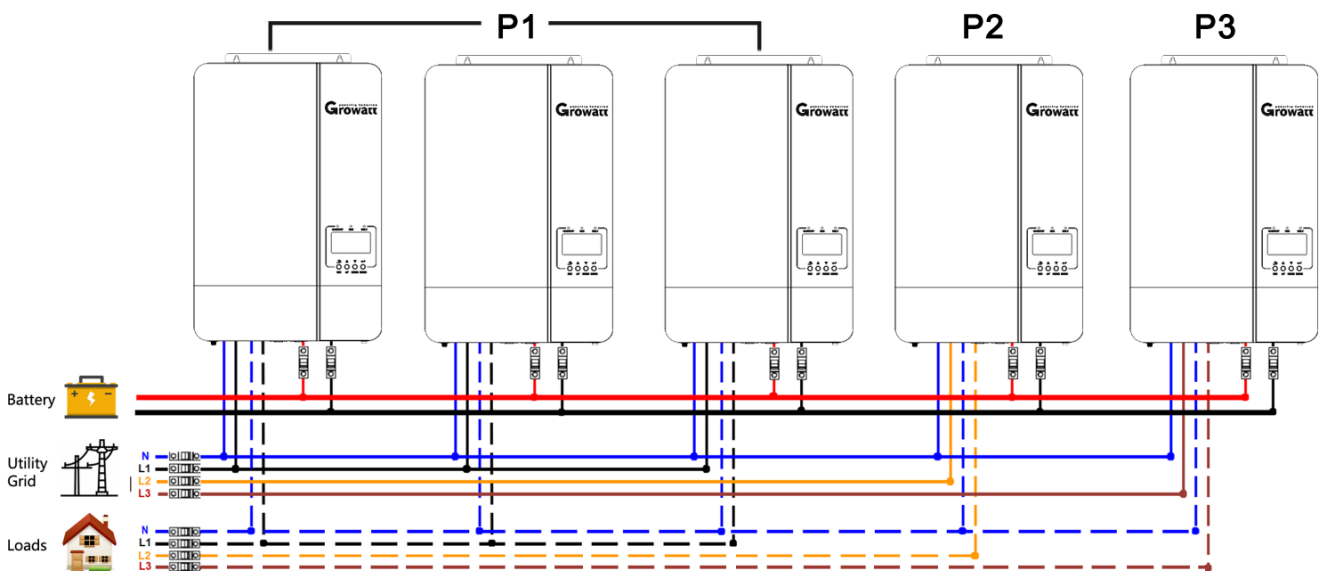 P1
P2
P3
Growatt
Growatt
Growatt
Growatt
Growatt
Battery
+ -
Utility
Grid
N
L1
L2
L3
Loads
N
L1
L2
L3